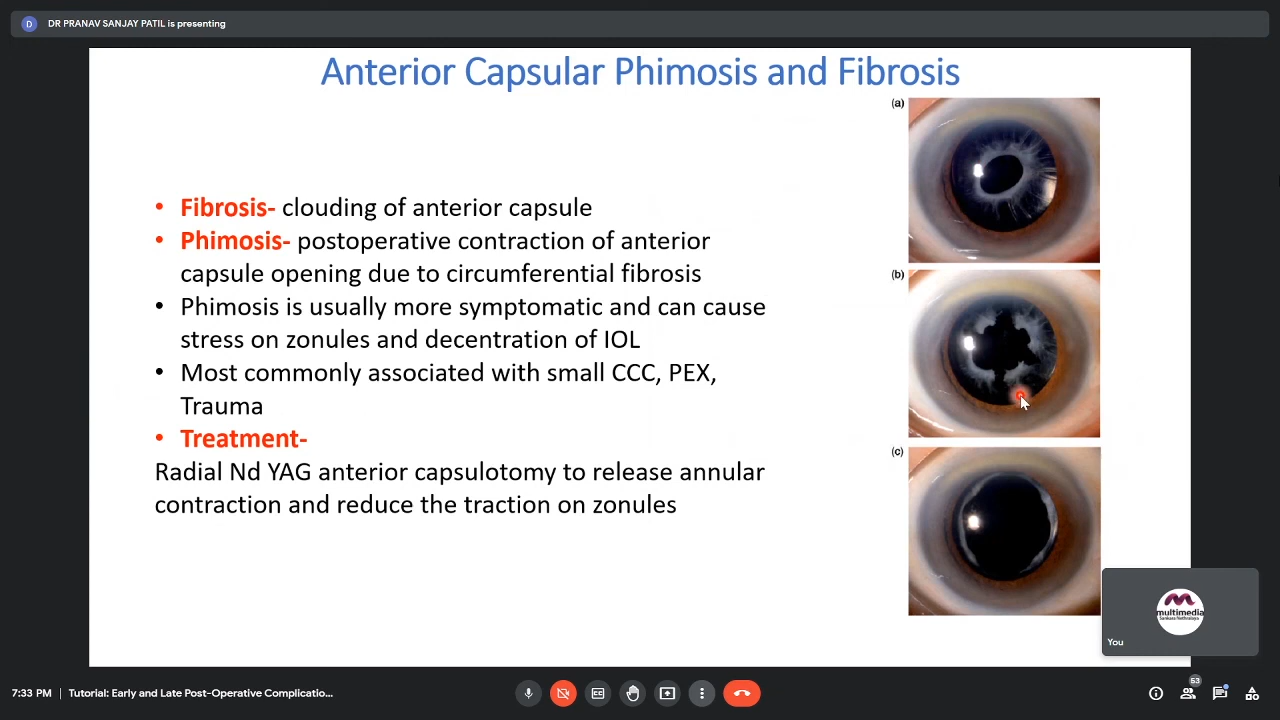 D DR PRANAV SANJAY PATIL is presenting
Anterior Capsular Phimosis and Fibrosis
(a)
• Fibrosis- clouding of anterior capsule
• Phimosis- postoperative contraction of anterior
capsule opening due to circumferential fibrosis
(b)
• Phimosis is usually more symptomatic and can cause
stress on zonules and decentration of IOL
• Most commonly associated with small CCC, PEX,
Trauma
• Treatment-
(c)
Radial Nd YAG anterior capsulotomy to release annular
contraction and reduce the traction on zonules
multimedia
Sankara Nethralaya
You
7:33 PM | Tutorial: Early and Late Post-Operative Complicatio...
CC
53